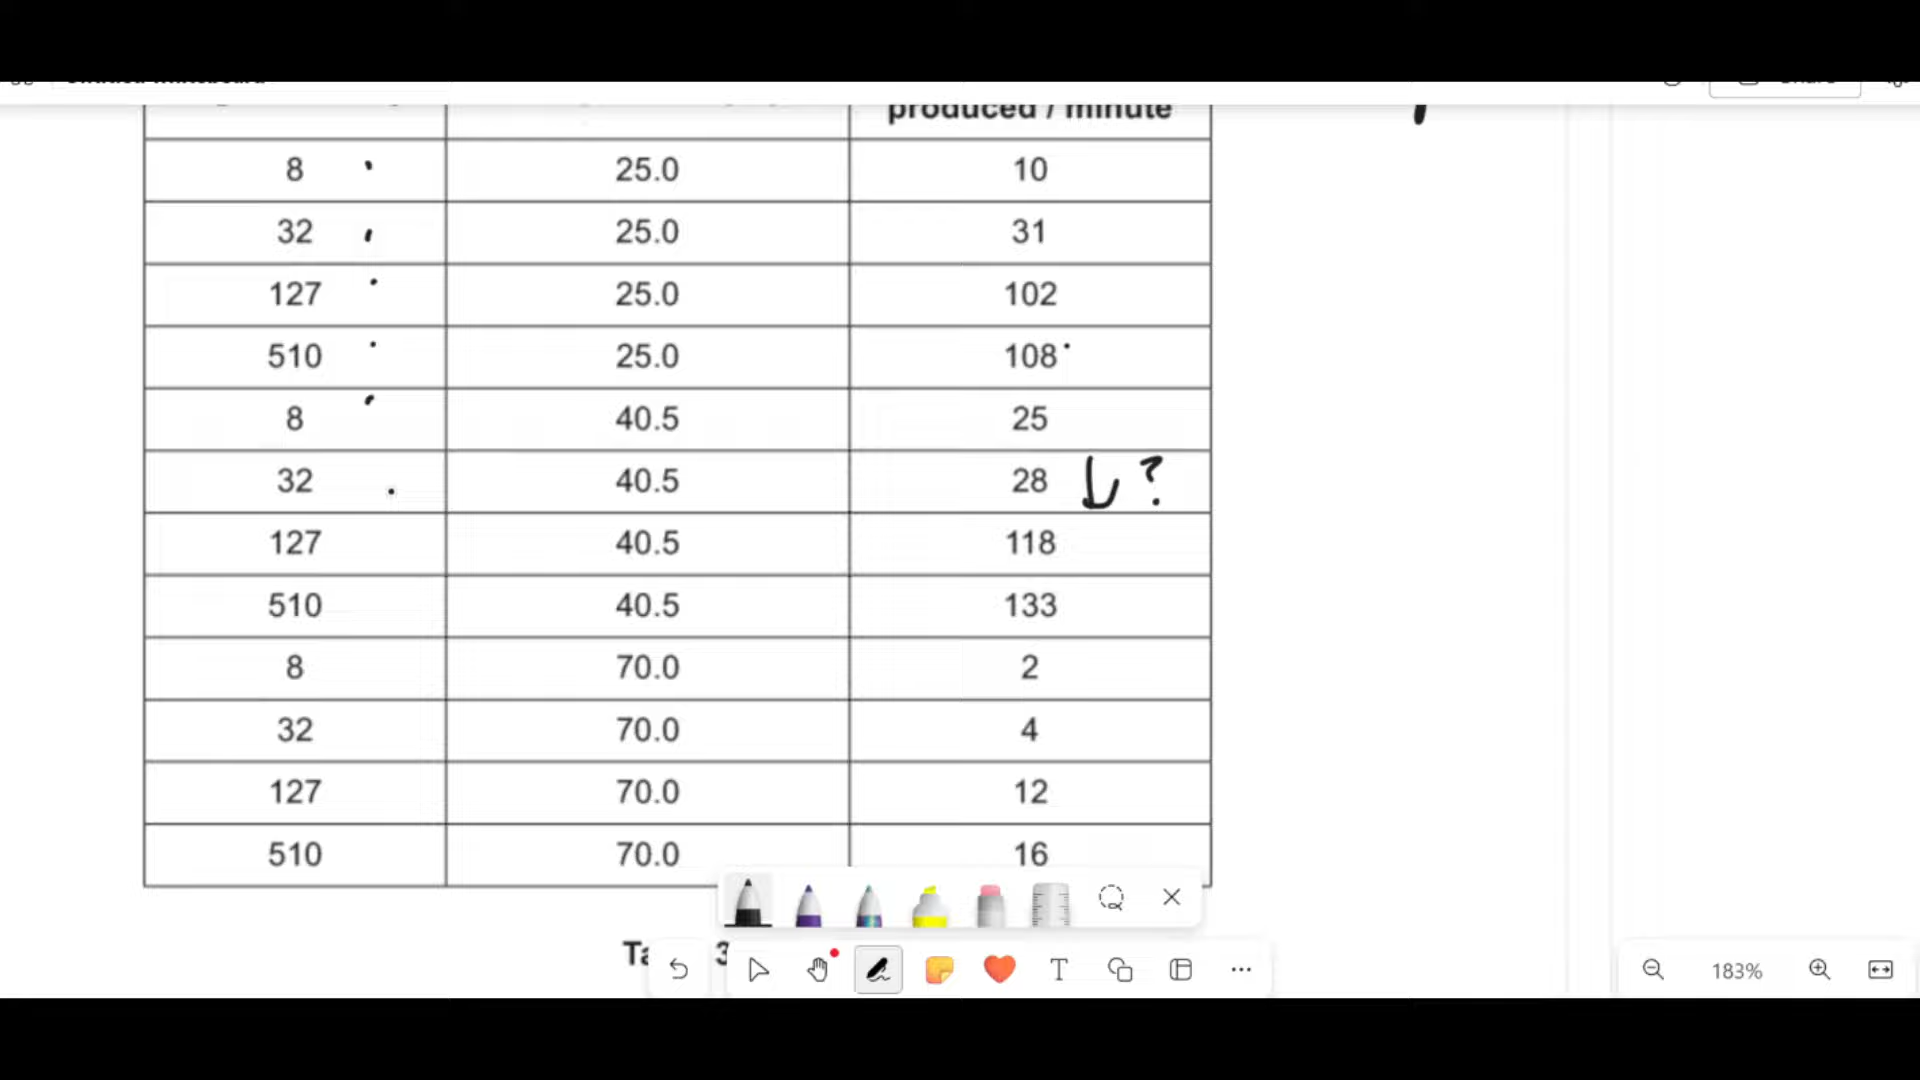 produced / minute
8 25.0 10
32 25.0 31
127 25.0 102
510 25.0 108
8 40.5 25
32 40.5 28 ?
127 40.5 118
510 40.5 133
8 70.0 2
32 70.0 4
127 70.0 12
510 70.0 16
3
T
183%